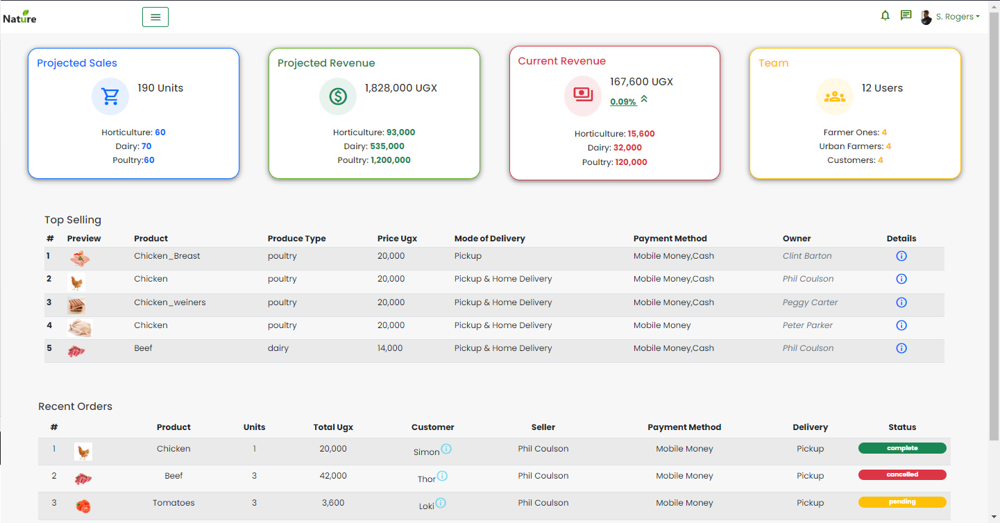 Nature
S. Rogers
Projected Sales
190 Units
Horticulture: 60
Dairy: 70
Poultry:60
Projected Revenue
1,828,000 UGX
Horticulture: 93,000
Dairy: 535,000
Poultry: 1,200,000
Current Revenue
167,600 UGX
0.09%
Horticulture: 15,600
Dairy: 32,000
Poultry: 120,000
Team
12 Users
Farmer Ones: 4
Urban Farmers: 4
Customers: 4
Top Selling
# Preview Product Produce Type Price Ugx Mode of Delivery Payment Method Owner Details
1 Chicken_Breast poultry 20,000 Pickup Mobile Money,Cash Clint Barton
2 Chicken poultry 20,000 Pickup & Home Delivery Mobile Money,Cash Phil Coulson
3 Chicken_weiners poultry 20,000 Pickup & Home Delivery Mobile Money,Cash Peggy Carter
4 Chicken poultry 20,000 Pickup & Home Delivery Mobile Money Peter Parker
5 Beef dairy 14,000 Pickup & Home Delivery Mobile Money,Cash Phil Coulson
Recent Orders
# Product Units Total Ugx Customer Seller Payment Method Delivery Status
1 Chicken 1 20,000 Simon Phil Coulson Mobile Money Pickup complete
2 Beef 3 42,000 Thor Phil Coulson Mobile Money Pickup cancelled
3 Tomatoes 3 3,600 Loki Phil Coulson Mobile Money Pickup pending